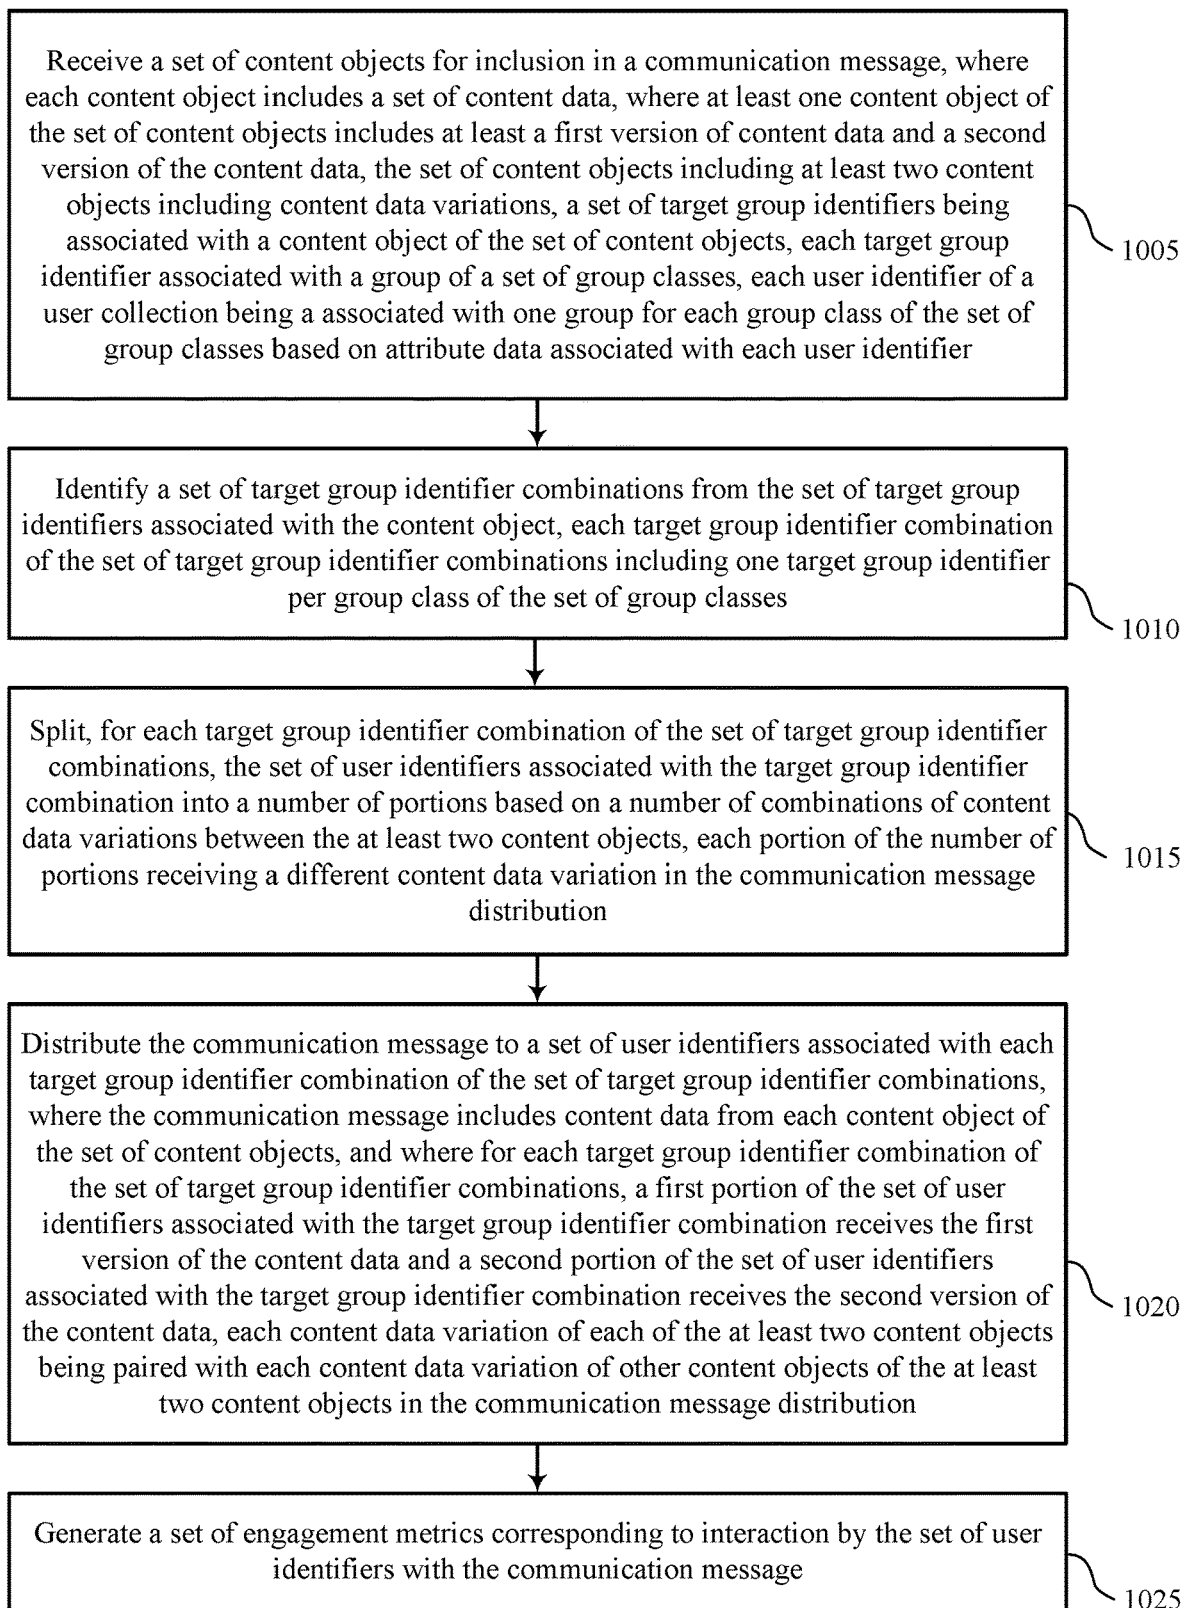 Receive a set of content objects for inclusion in a communication message, where
each content object includes a set of content data, where at least one content object of
the set of content objects includes at least a first version of content data and a second
version of the content data, the set of content objects including at least two content
objects including content data variations, a set of target group identifiers being
associated with a content object of the set of content objects, each target group
identifier associated with a group of a set of group classes, each user identifier of a
user collection being a associated with one group for each group class of the set of
group classes based on attribute data associated with each user identifier
1005
Identify a set of target group identifier combinations from the set of target group
identifiers associated with the content object, each target group identifier combination
of the set of target group identifier combinations including one target group identifier
per group class of the set of group classes
1010
Split, for each target group identifier combination of the set of target group identifier
combinations, the set of user identifiers associated with the target group identifier
combination into a number of portions based on a number of combinations of content
data variations between the at least two content objects, each portion of the number of
portions receiving a different content data variation in the communication message
distribution
1015
Distribute the communication message to a set of user identifiers associated with each
target group identifier combination of the set of target group identifier combinations,
where the communication message includes content data from each content object of
the set of content objects, and where for each target group identifier combination of
the set of target group identifier combinations, a first portion of the set of user
identifiers associated with the target group identifier combination receives the first
version of the content data and a second portion of the set of user identifiers
associated with the target group identifier combination receives the second version of
the content data, each content data variation of each of the at least two content objects
being paired with each content data variation of other content objects of the at least
two content objects in the communication message distribution
1020
Generate a set of engagement metrics corresponding to interaction by the set of user
identifiers with the communication message
1025